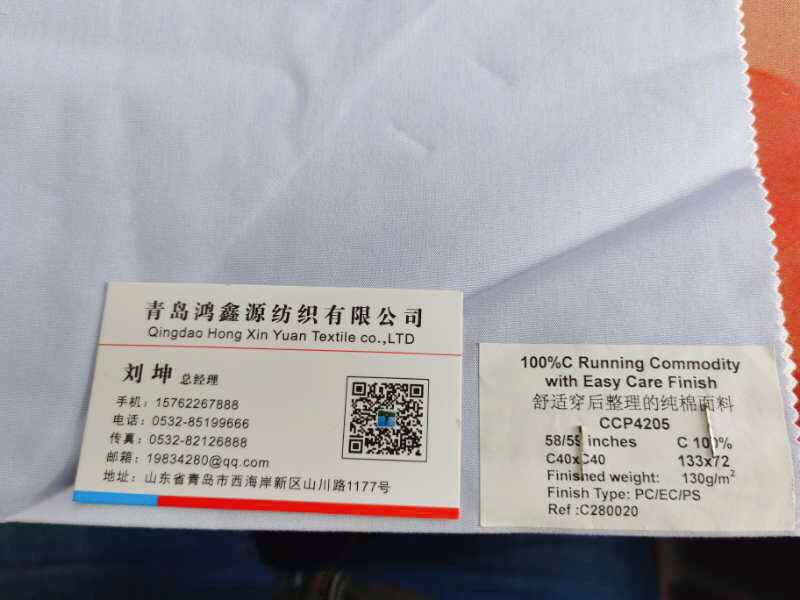 青岛鸿鑫源纺织有限公司
Qingdao Hong Xin Yuan Textile co.,LTD
刘 坤 总经理
手机：15762267888
电话：0532-85199666
传真：0532-82126888
邮箱：19834280@qq.com
地址：山东省青岛市西海岸新区山川路1177号
100%C Running Commodity
with Easy Care Finish
舒适穿后整理的纯棉面料
CCP4205
58/59 inches C 100%
C40xC40 133x72
Finished weight: 130g/m²
Finish Type: PC/EC/PS
Ref :C280020